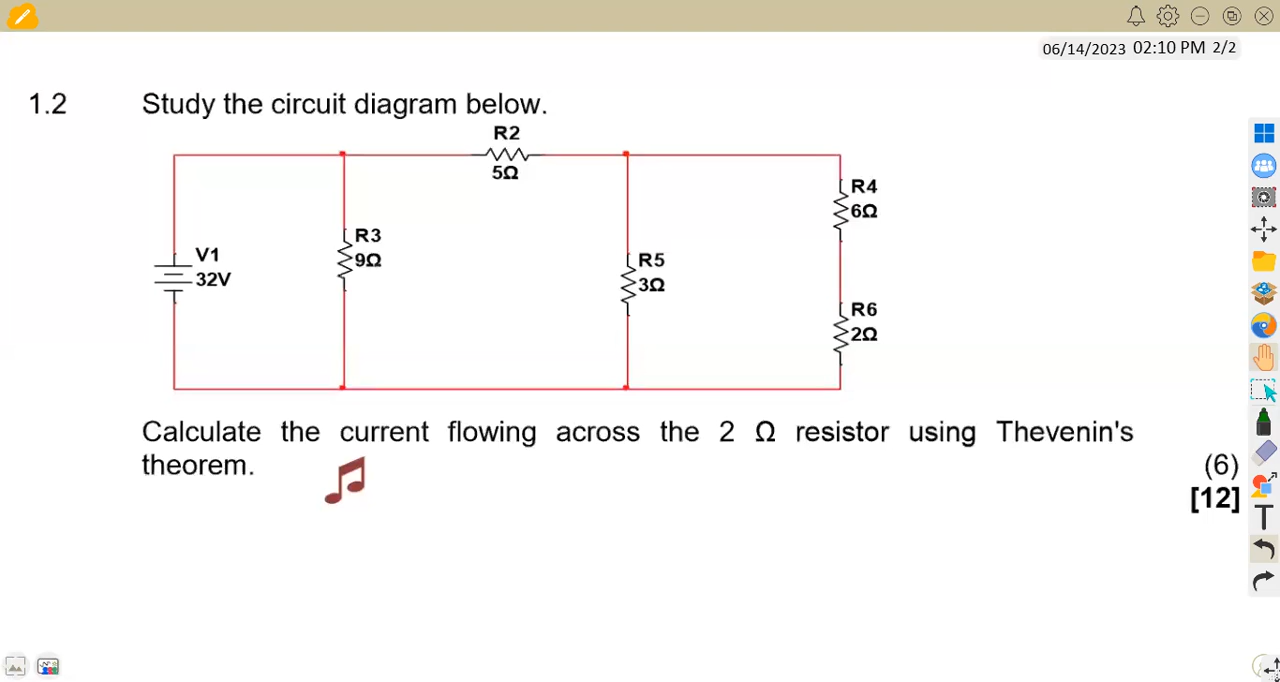 06/14/2023 02:10 PM 2/2
1.2 Study the circuit diagram below.
R2
5Ω
R4
6Ω
R3
9Ω
V1
32V
R5
3Ω
R6
2Ω
Calculate the current flowing across the 2 Ω resistor using Thevenin's
theorem.
(6)
[12]